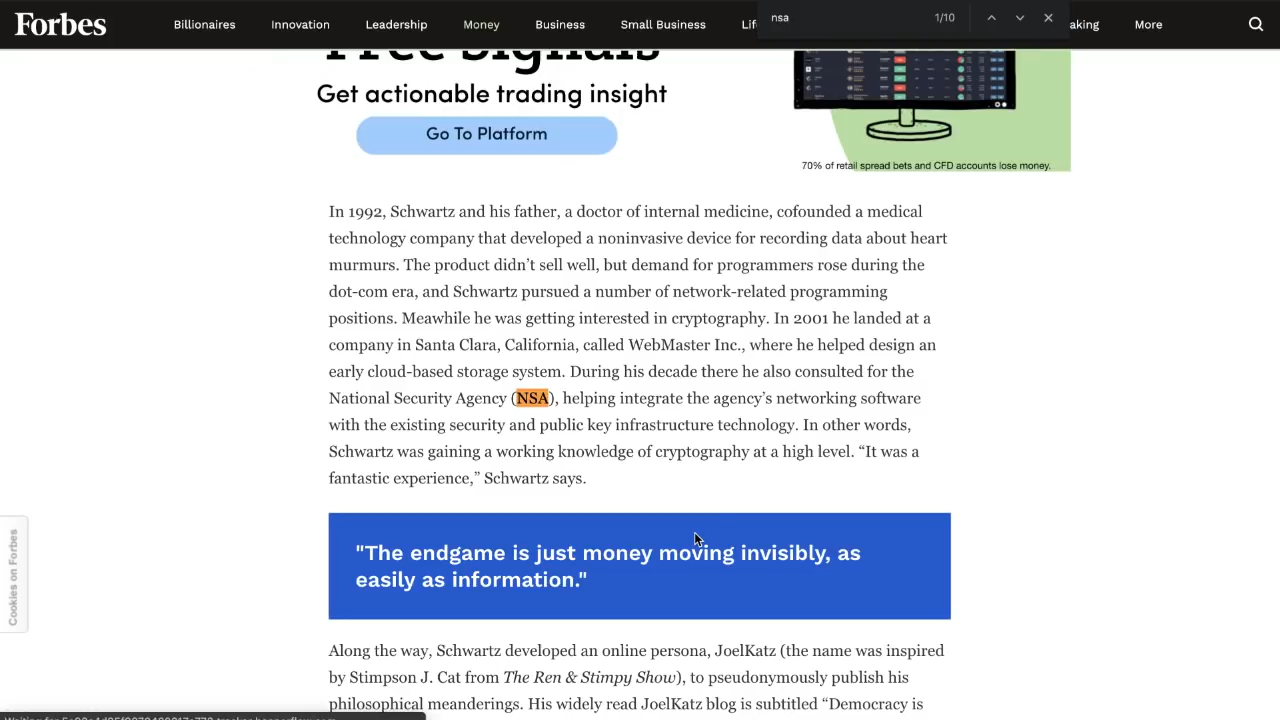 Forbes
Billionaires Innovation Leadership Money Business Small Business Lif
nsa 1/10
aking More
Free Signals
Get actionable trading insight
Go To Platform
70% of retail spread bets and CFD accounts lose money.
In 1992, Schwartz and his father, a doctor of internal medicine, cofounded a medical
technology company that developed a noninvasive device for recording data about heart
murmurs. The product didn’t sell well, but demand for programmers rose during the
dot-com era, and Schwartz pursued a number of network-related programming
positions. Meawhile he was getting interested in cryptography. In 2001 he landed at a
company in Santa Clara, California, called WebMaster Inc., where he helped design an
early cloud-based storage system. During his decade there he also consulted for the
National Security Agency (NSA), helping integrate the agency’s networking software
with the existing security and public key infrastructure technology. In other words,
Schwartz was gaining a working knowledge of cryptography at a high level. “It was a
fantastic experience,” Schwartz says.
"The endgame is just money moving invisibly, as
easily as information."
Cookies on Forbes
Along the way, Schwartz developed an online persona, JoelKatz (the name was inspired
by Stimpson J. Cat from The Ren & Stimpy Show), to pseudonymously publish his
philosophical meanderings. His widely read JoelKatz blog is subtitled “Democracy is